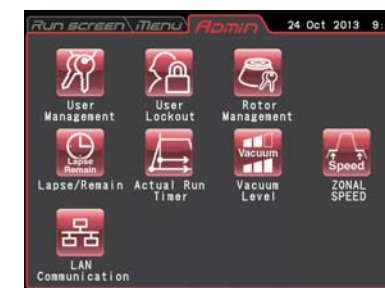 Run screen Menu Admin 24 Oct 2013 9:
User Management
User Lockout
Rotor Management
Lapse Remain
Lapse/Remain
Actual Run Timer
Vacuum
Vacuum Level
Speed
ZONAL SPEED
LAN Communication